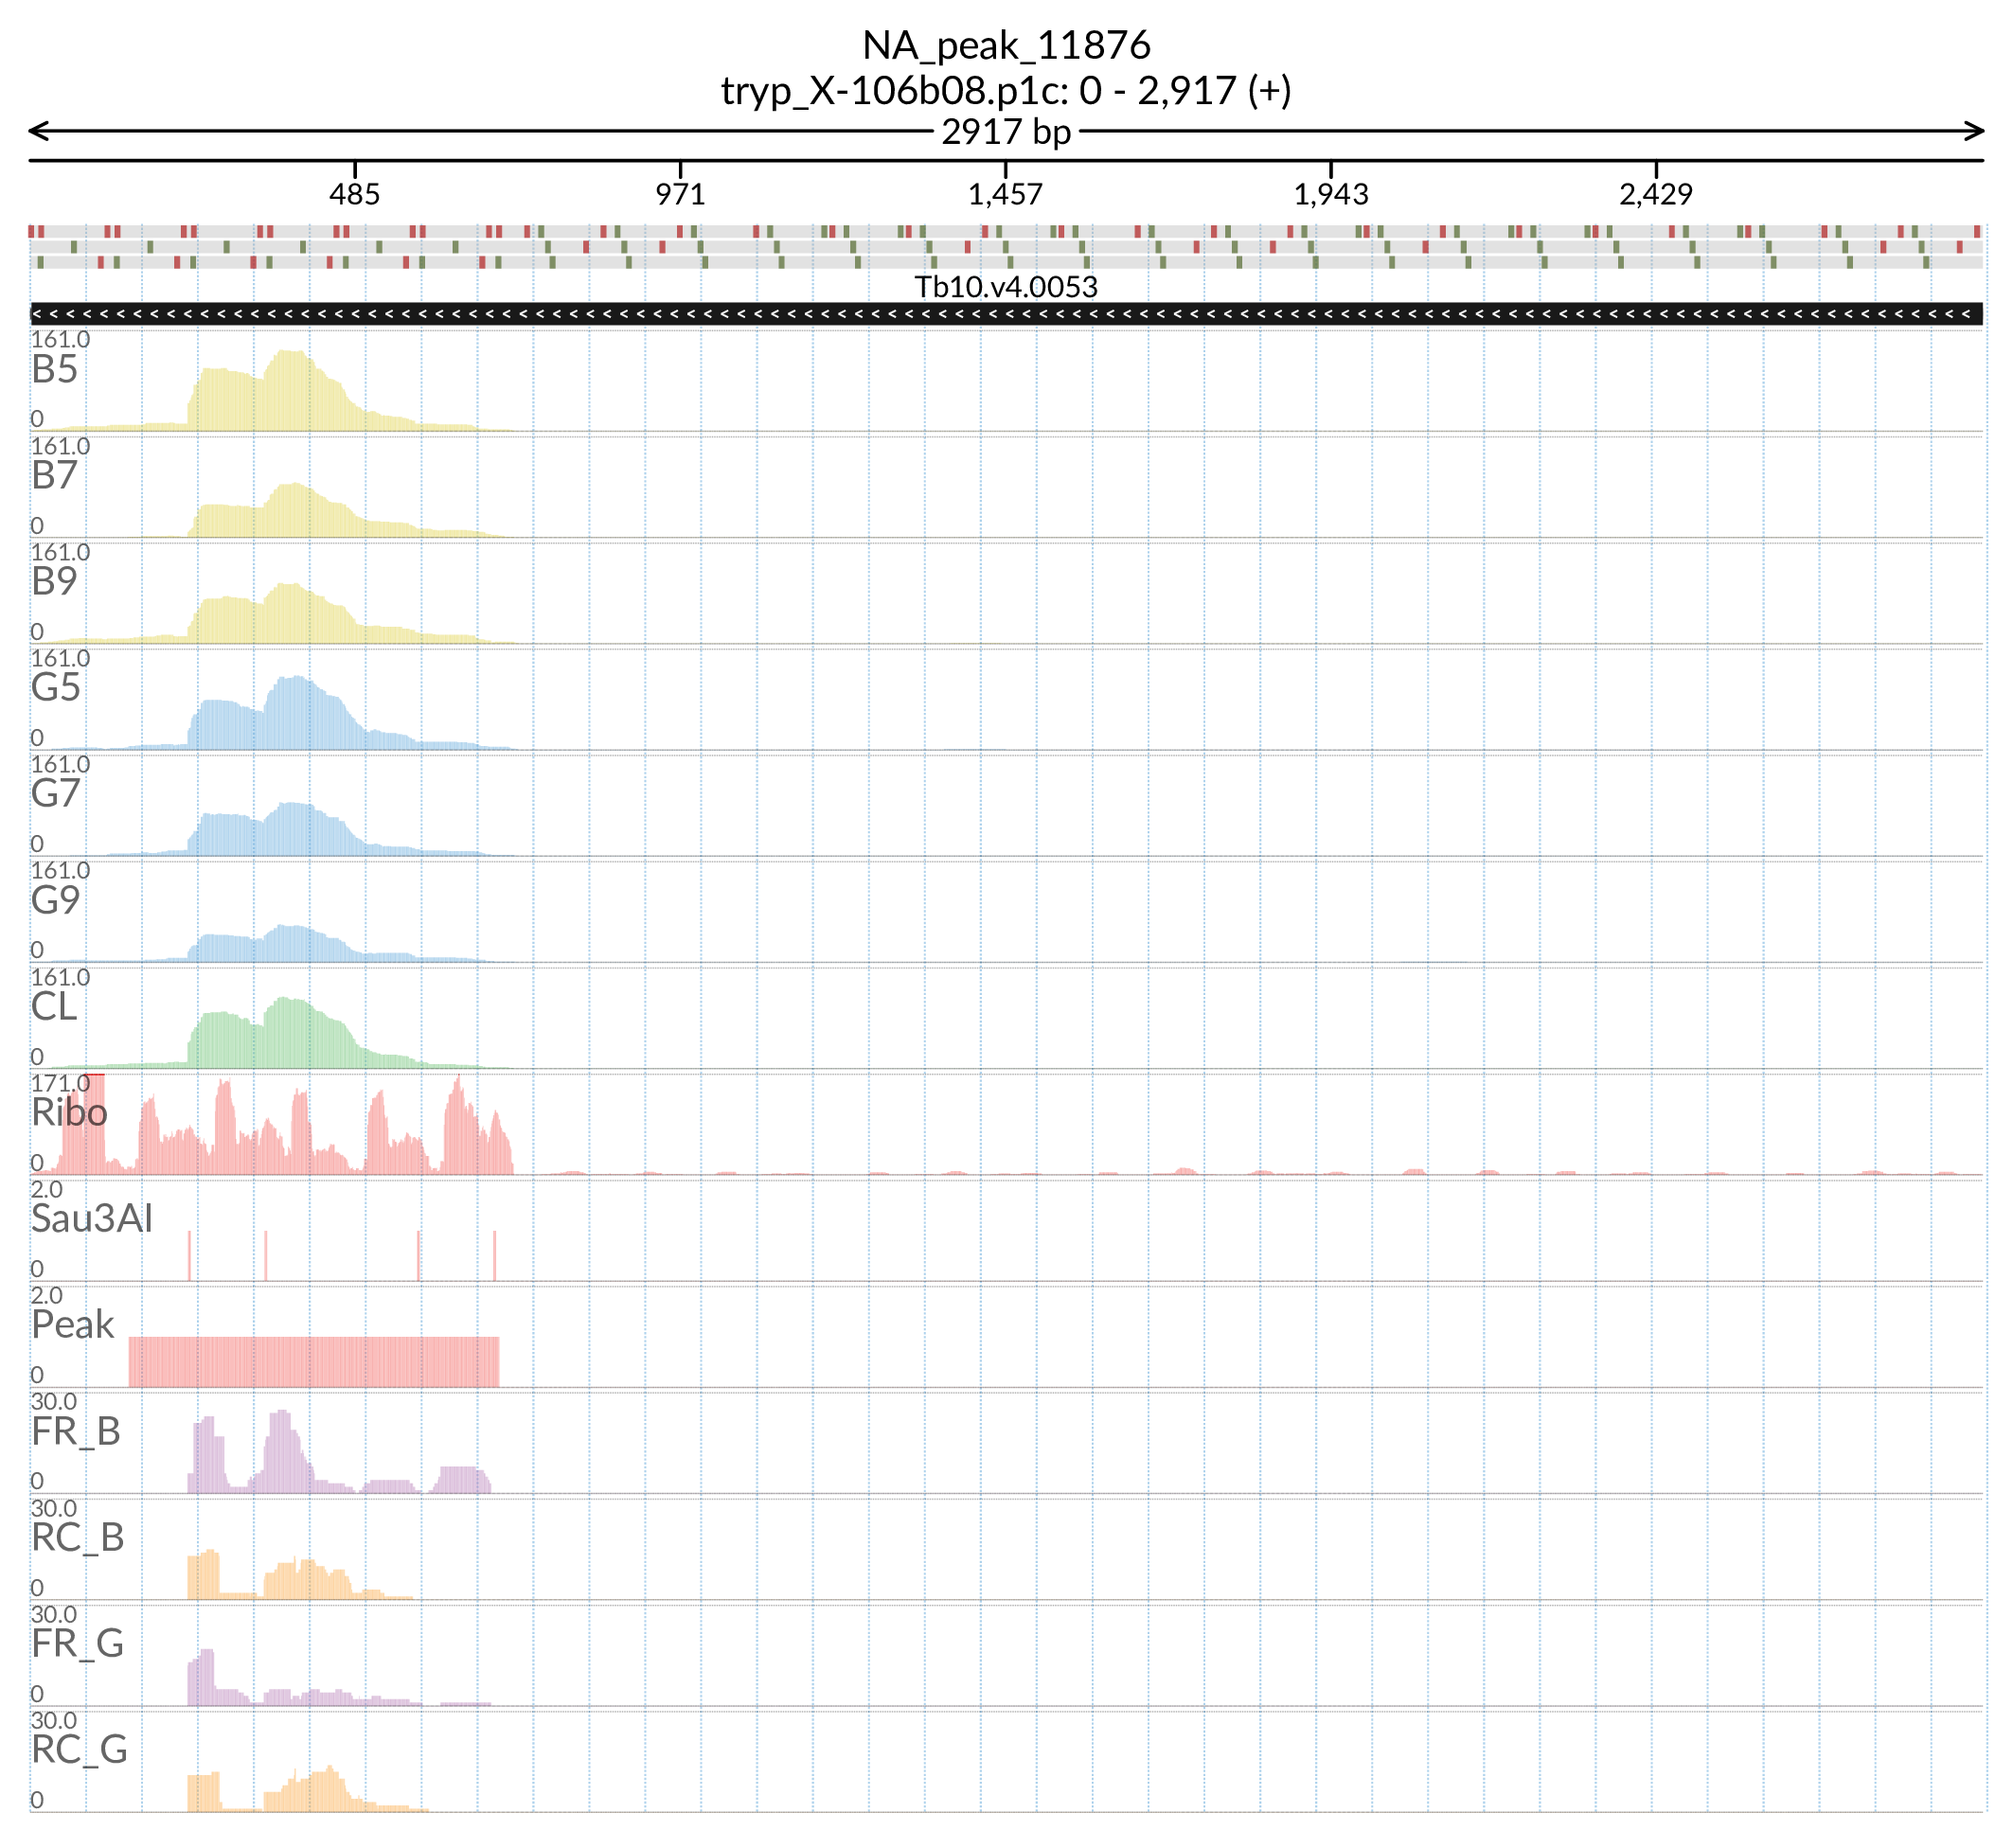 NA_peak_11876
tryp_X-106b08.p1c: 0 - 2,917 (+)
2917 bp
485 971 1,457 1,943 2,429
Tb10.v4.0053
161.0
B5
0
161.0
B7
0
161.0
B9
0
161.0
G5
0
161.0
G7
0
161.0
G9
0
161.0
CL
0
171.0
Ribo
0
2.0
Sau3AI
0
2.0
Peak
0
30.0
FR_B
0
30.0
RC_B
0
30.0
FR_G
0
30.0
RC_G
0